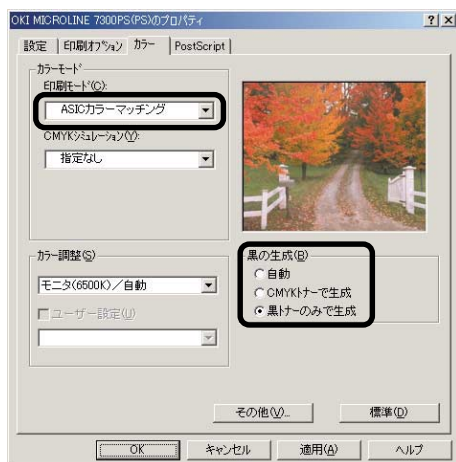 OKI MICROLINE 7300PS(PS)のプロパティ
設定 印刷オプション カラー PostScript
カラーモード
印刷モード(C):
ASICカラーマッチング
CMYKシミュレーション(Y):
指定なし
カラー調整(S)
モニタ(6500K)/自動
ユーザー設定(U)
黒の生成(B)
自動
CMYKトナーで生成
黒トナーのみで生成
その他(V)...
標準(D)
OK キャンセル 適用(A) ヘルプ